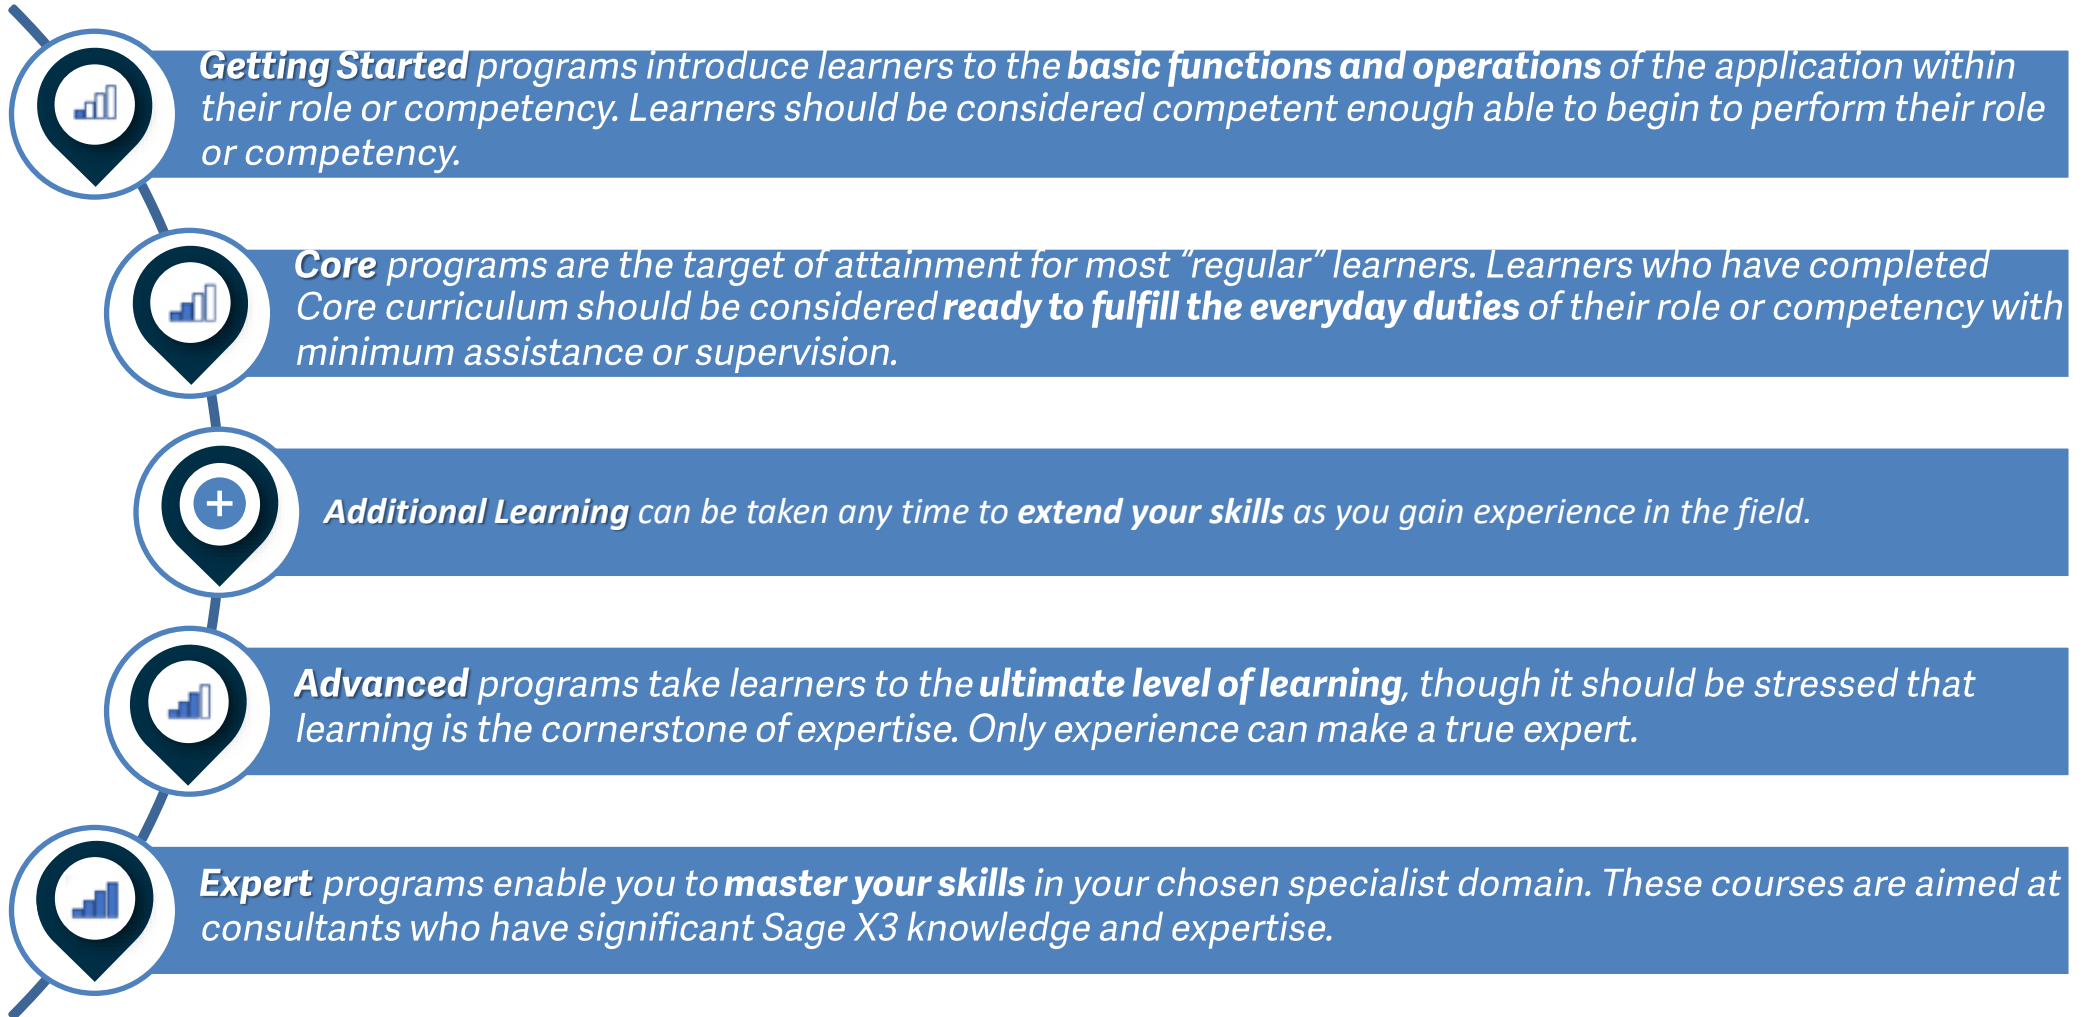 Getting Started programs introduce learners to the basic functions and operations of the application within
their role or competency. Learners should be considered competent enough able to begin to perform their role
or competency.
Core programs are the target of attainment for most “regular” learners. Learners who have completed
Core curriculum should be considered ready to fulfill the everyday duties of their role or competency with
minimum assistance or supervision.
Additional Learning can be taken any time to extend your skills as you gain experience in the field.
Advanced programs take learners to the ultimate level of learning, though it should be stressed that
learning is the cornerstone of expertise. Only experience can make a true expert.
Expert programs enable you to master your skills in your chosen specialist domain. These courses are aimed at
consultants who have significant Sage X3 knowledge and expertise.